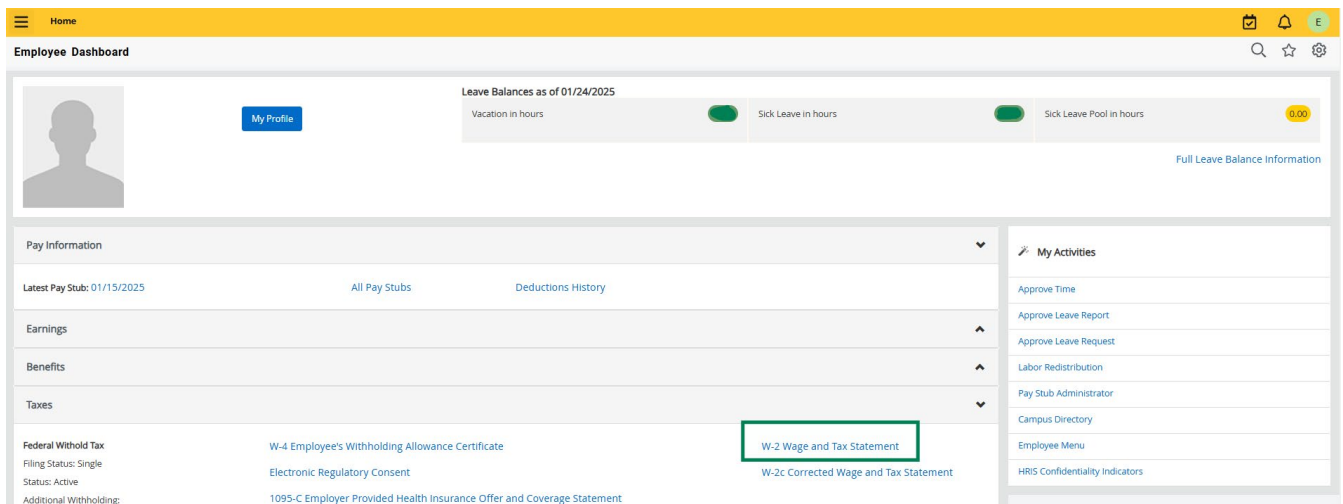 Home
E
Employee Dashboard
My Profile
Leave Balances as of 01/24/2025
Vacation in hours
Sick Leave in hours
Sick Leave Pool in hours
0.00
Full Leave Balance Information
Pay Information
Latest Pay Stub: 01/15/2025
All Pay Stubs
Deductions History
Earnings
Benefits
Taxes
Federal Withold Tax
Filing Status: Single
Status: Active
Additional Withholding:
W-4 Employee's Withholding Allowance Certificate
Electronic Regulatory Consent
1095-C Employer Provided Health Insurance Offer and Coverage Statement
W-2 Wage and Tax Statement
W-2c Corrected Wage and Tax Statement
My Activities
Approve Time
Approve Leave Report
Approve Leave Request
Labor Redistribution
Pay Stub Administrator
Campus Directory
Employee Menu
HRIS Confidentiality Indicators